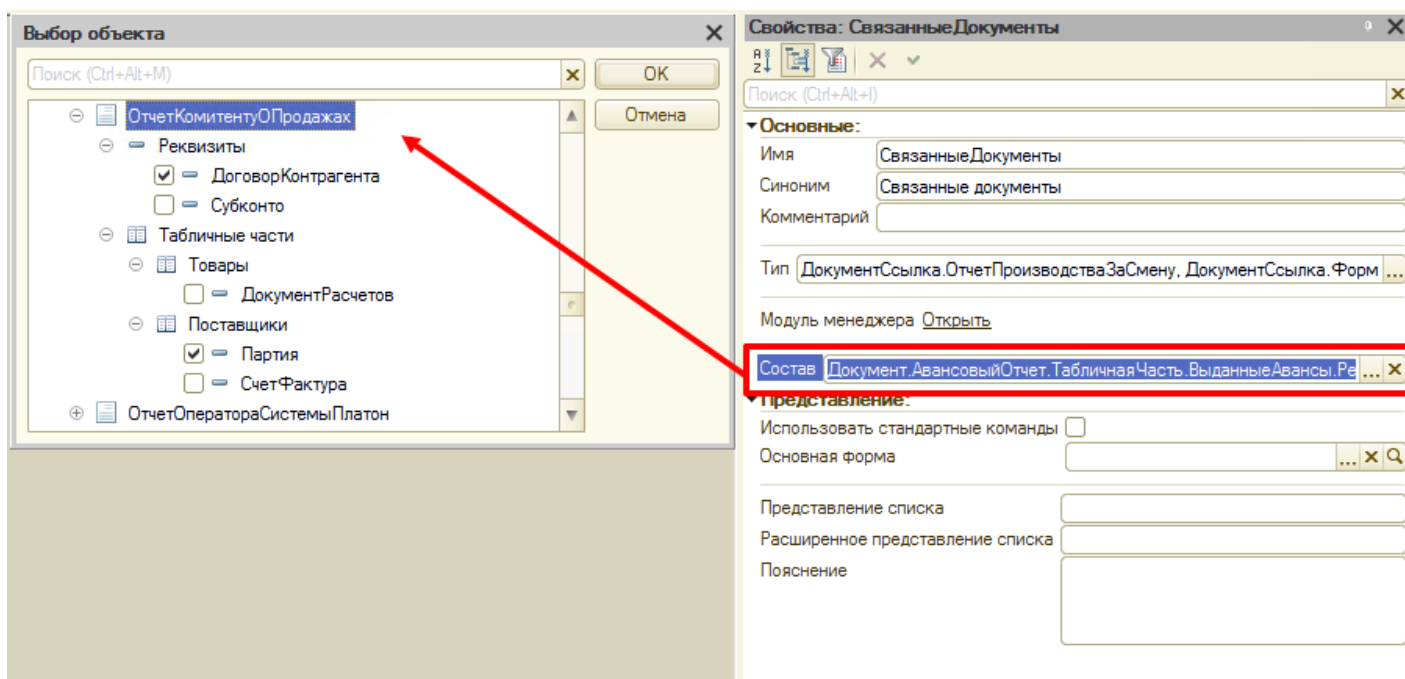 Выбор объекта
Поиск (Ctrl+Alt+M)
OK
Отмена
ОтчетКомитентуОПродажах
Реквизиты
ДоговорКонтрагента
Субконто
Табличные части
Товары
ДокументРасчетов
Поставщики
Партия
СчетФактура
ОтчетОператораСистемыПлатон
Свойства: СвязанныеДокументы
Поиск (Ctrl+Alt+I)
Основные:
Имя СвязанныеДокументы
Синоним Связанные документы
Комментарий
Тип ДокументСсылка.ОтчетПроизводстваЗаСмену, ДокументСсылка.Форм ...
Модуль менеджера Открыть
Состав Документ.АвансовыйОтчет.ТабличнаяЧасть.ВыданныеАвансы.Ре ...
Представление:
Использовать стандартные команды
Основная форма ...
Представление списка
Расширенное представление списка
Пояснение